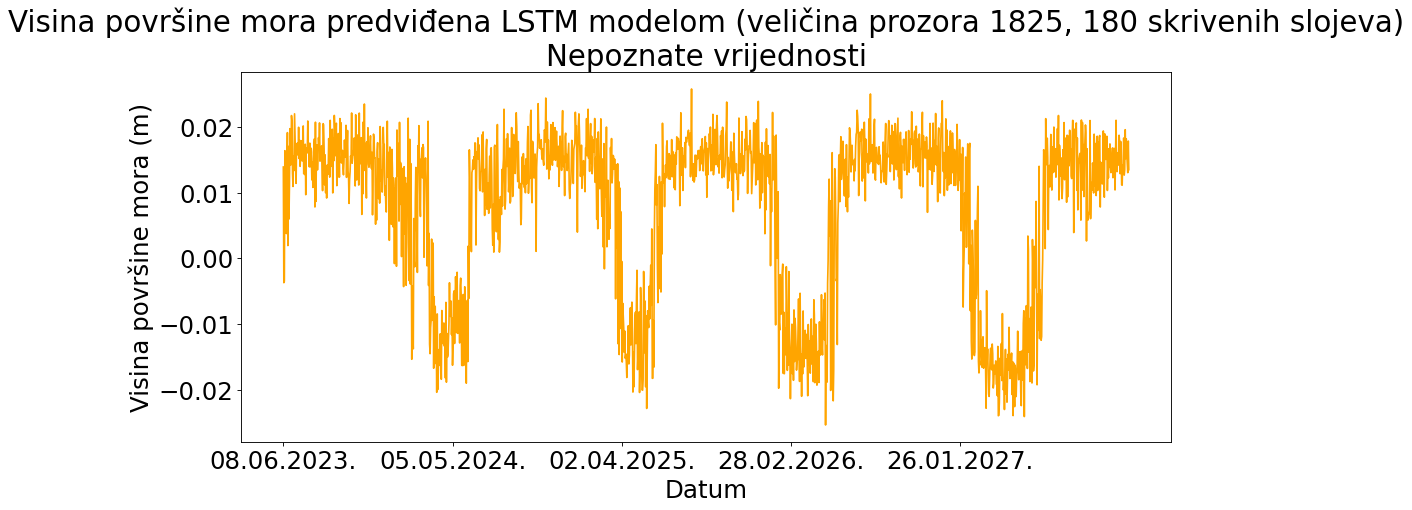 Visina površine mora predviđena LSTM modelom (veličina prozora 1825, 180 skrivenih slojeva)
Nepoznate vrijednosti
Visina površine mora (m)
0.02
0.01
0.00
−0.01
−0.02
08.06.2023.
05.05.2024.
02.04.2025.
28.02.2026.
26.01.2027.
Datum